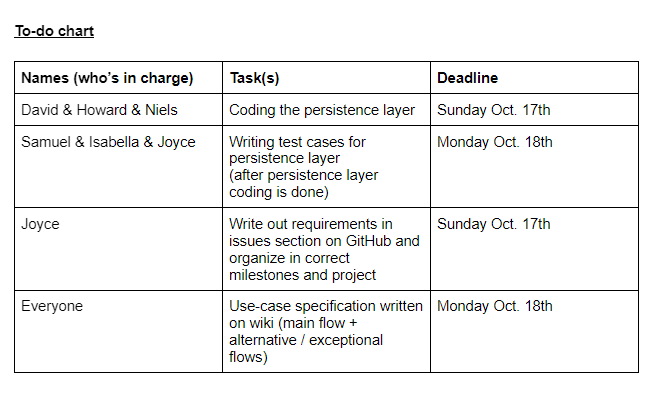 To-do chart
Names (who's in charge) Task(s) Deadline
David & Howard & Niels Coding the persistence layer Sunday Oct. 17th
Samuel & Isabella & Joyce Writing test cases for Monday Oct. 18th
persistence layer
(after persistence layer
coding is done)
Joyce Write out requirements in Sunday Oct. 17th
issues section on GitHub and
organize in correct
milestones and project
Everyone Use-case specification written Monday Oct. 18th
on wiki (main flow +
alternative / exceptional
flows)